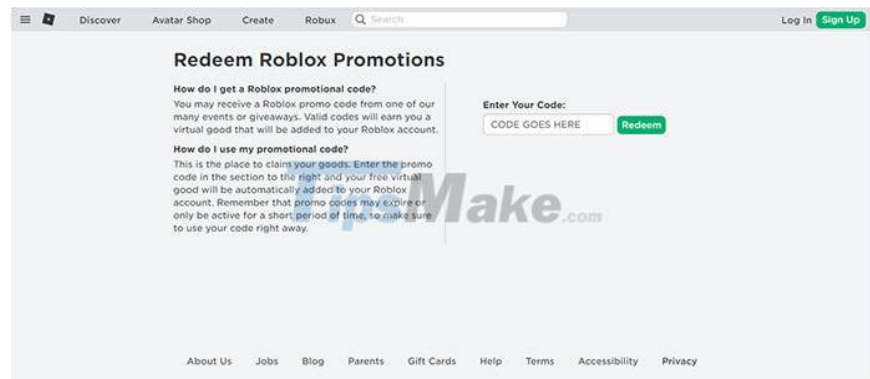 Discover Avatar Shop Create Robux Search Log In Sign Up
Redeem Roblox Promotions
How do I get a Roblox promotional code?
You may receive a Roblox promo code from one of our
many events or giveaways. Valid codes will earn you a
virtual good that will be added to your Roblox account.
How do I use my promotional code?
This is the place to claim your goods. Enter the promo
code in the section to the right and your free virtual
good will be automatically added to your Roblox
account. Remember that promo codes may expire or
only be active for a short period of time, so make sure
to use your code right away.
Enter Your Code:
CODE GOES HERE Redeem
TipsMake.com
About Us Jobs Blog Parents Gift Cards Help Terms Accessibility Privacy